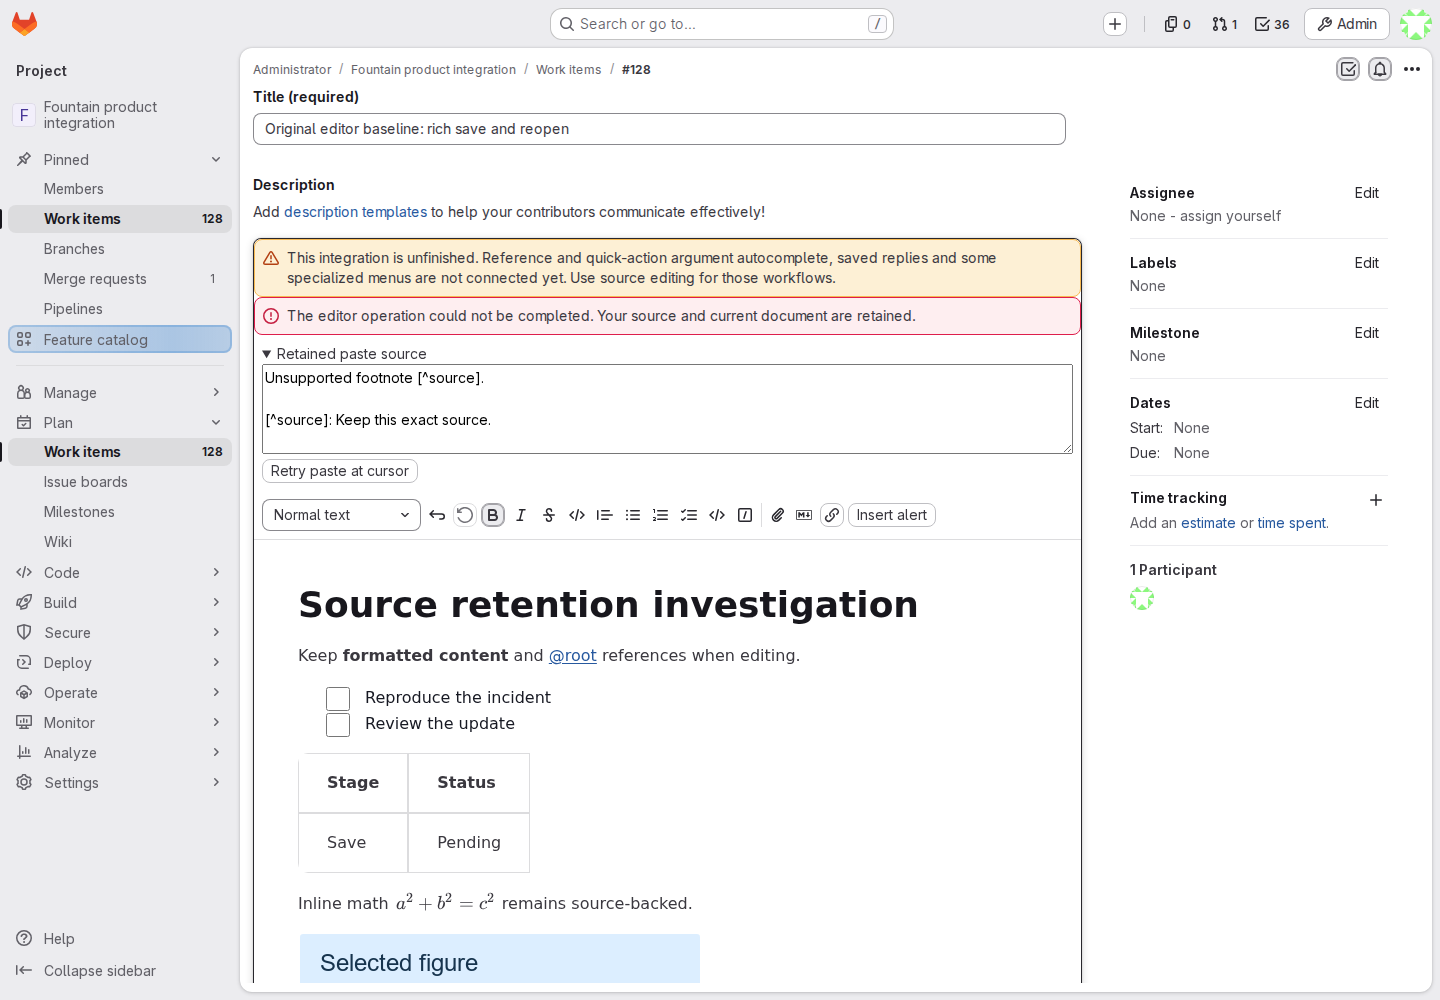 Search or go to...
/
0
1
36
Admin
Project
F
Fountain product integration
Pinned
Members
Work items
128
Branches
Merge requests
1
Pipelines
Feature catalog
Manage
Plan
Work items
128
Issue boards
Milestones
Wiki
Code
Build
Secure
Deploy
Operate
Monitor
Analyze
Settings
Help
Collapse sidebar
Administrator / Fountain product integration / Work items / #128
Title (required)
Original editor baseline: rich save and reopen
Description
Add description templates to help your contributors communicate effectively!
This integration is unfinished. Reference and quick-action argument autocomplete, saved replies and some
specialized menus are not connected yet. Use source editing for those workflows.
The editor operation could not be completed. Your source and current document are retained.
Retained paste source
Unsupported footnote [^source].
[^source]: Keep this exact source.
Retry paste at cursor
Normal text
Insert alert
Source retention investigation
Keep formatted content and @root references when editing.
Reproduce the incident
Review the update
Stage Status
Save Pending
Inline math a² + b² = c² remains source-backed.
Selected figure
Assignee Edit
None - assign yourself
Labels Edit
None
Milestone Edit
None
Dates Edit
Start: None
Due: None
Time tracking
Add an estimate or time spent.
1 Participant